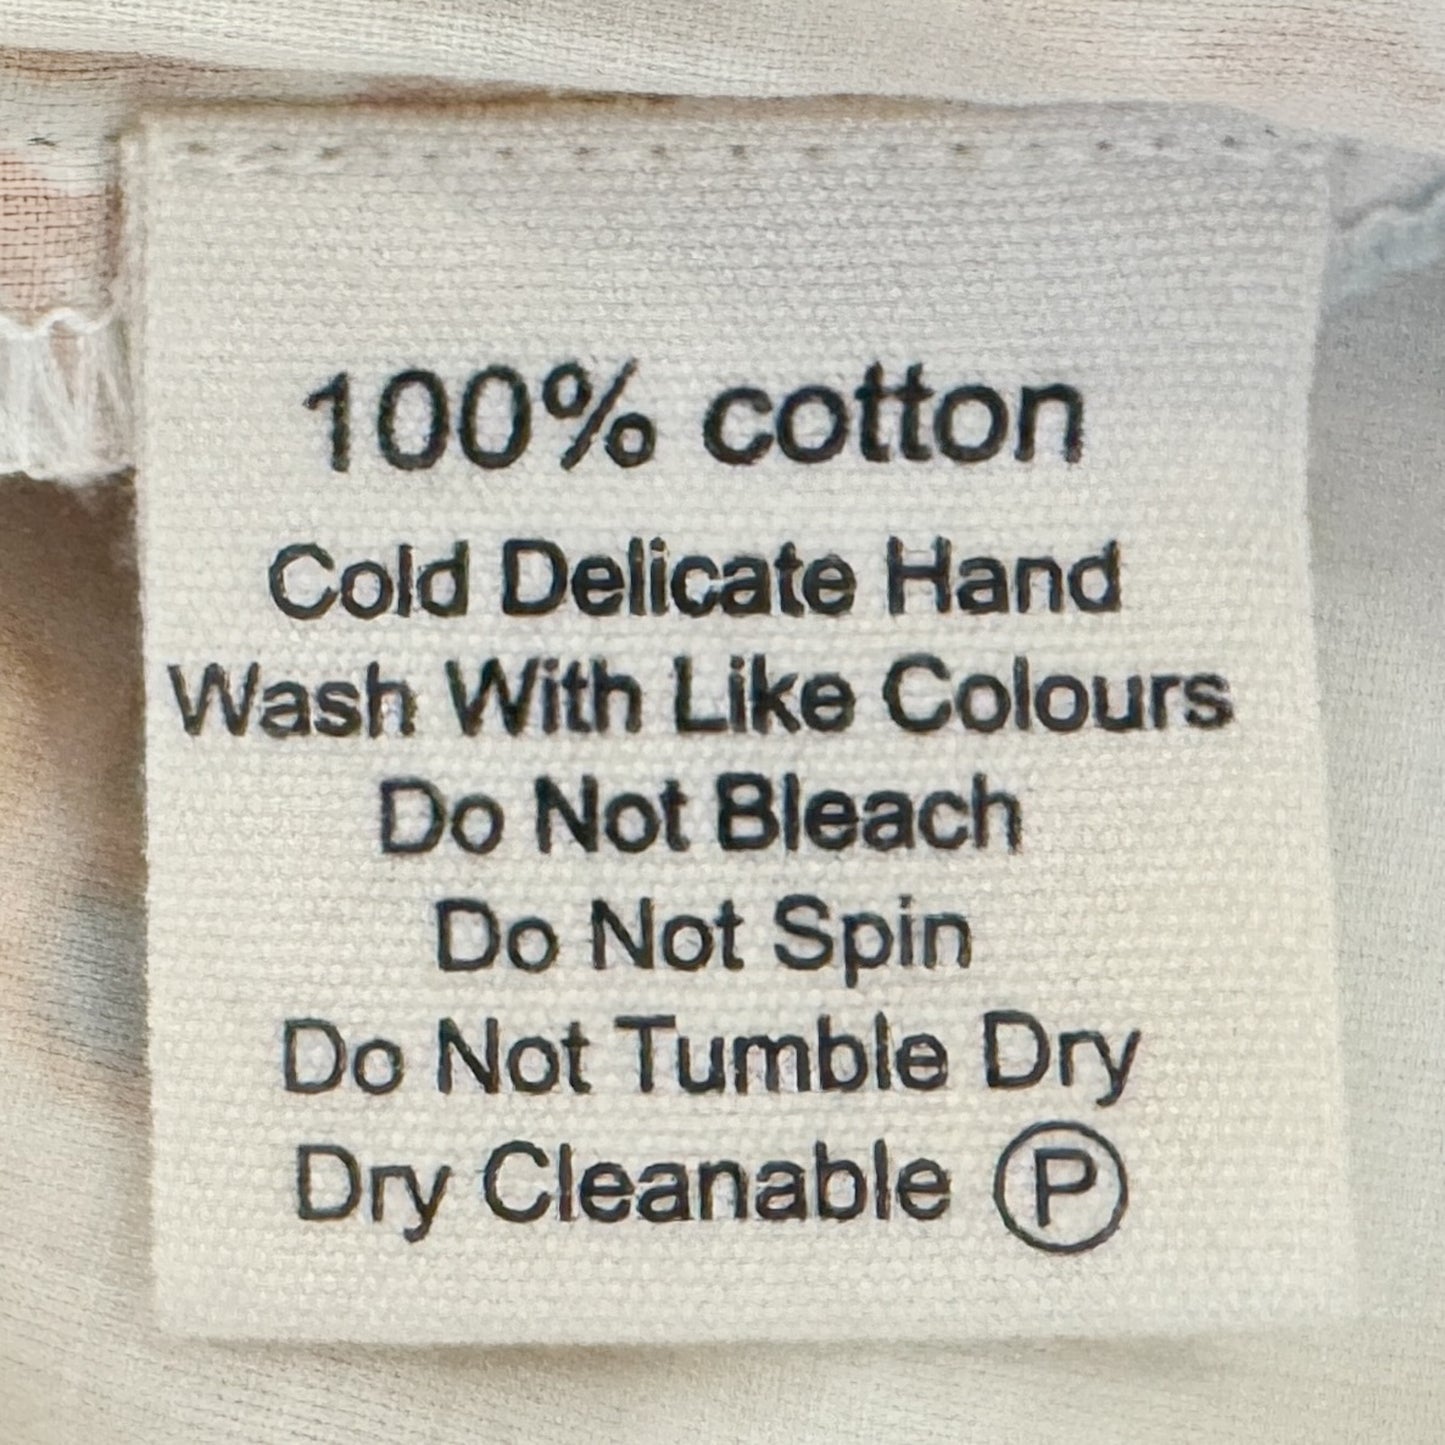 100% cotton
Cold Delicate Hand
Wash With Like Colours
Do Not Bleach
Do Not Spin
Do Not Tumble Dry
Dry Cleanable Ⓟ